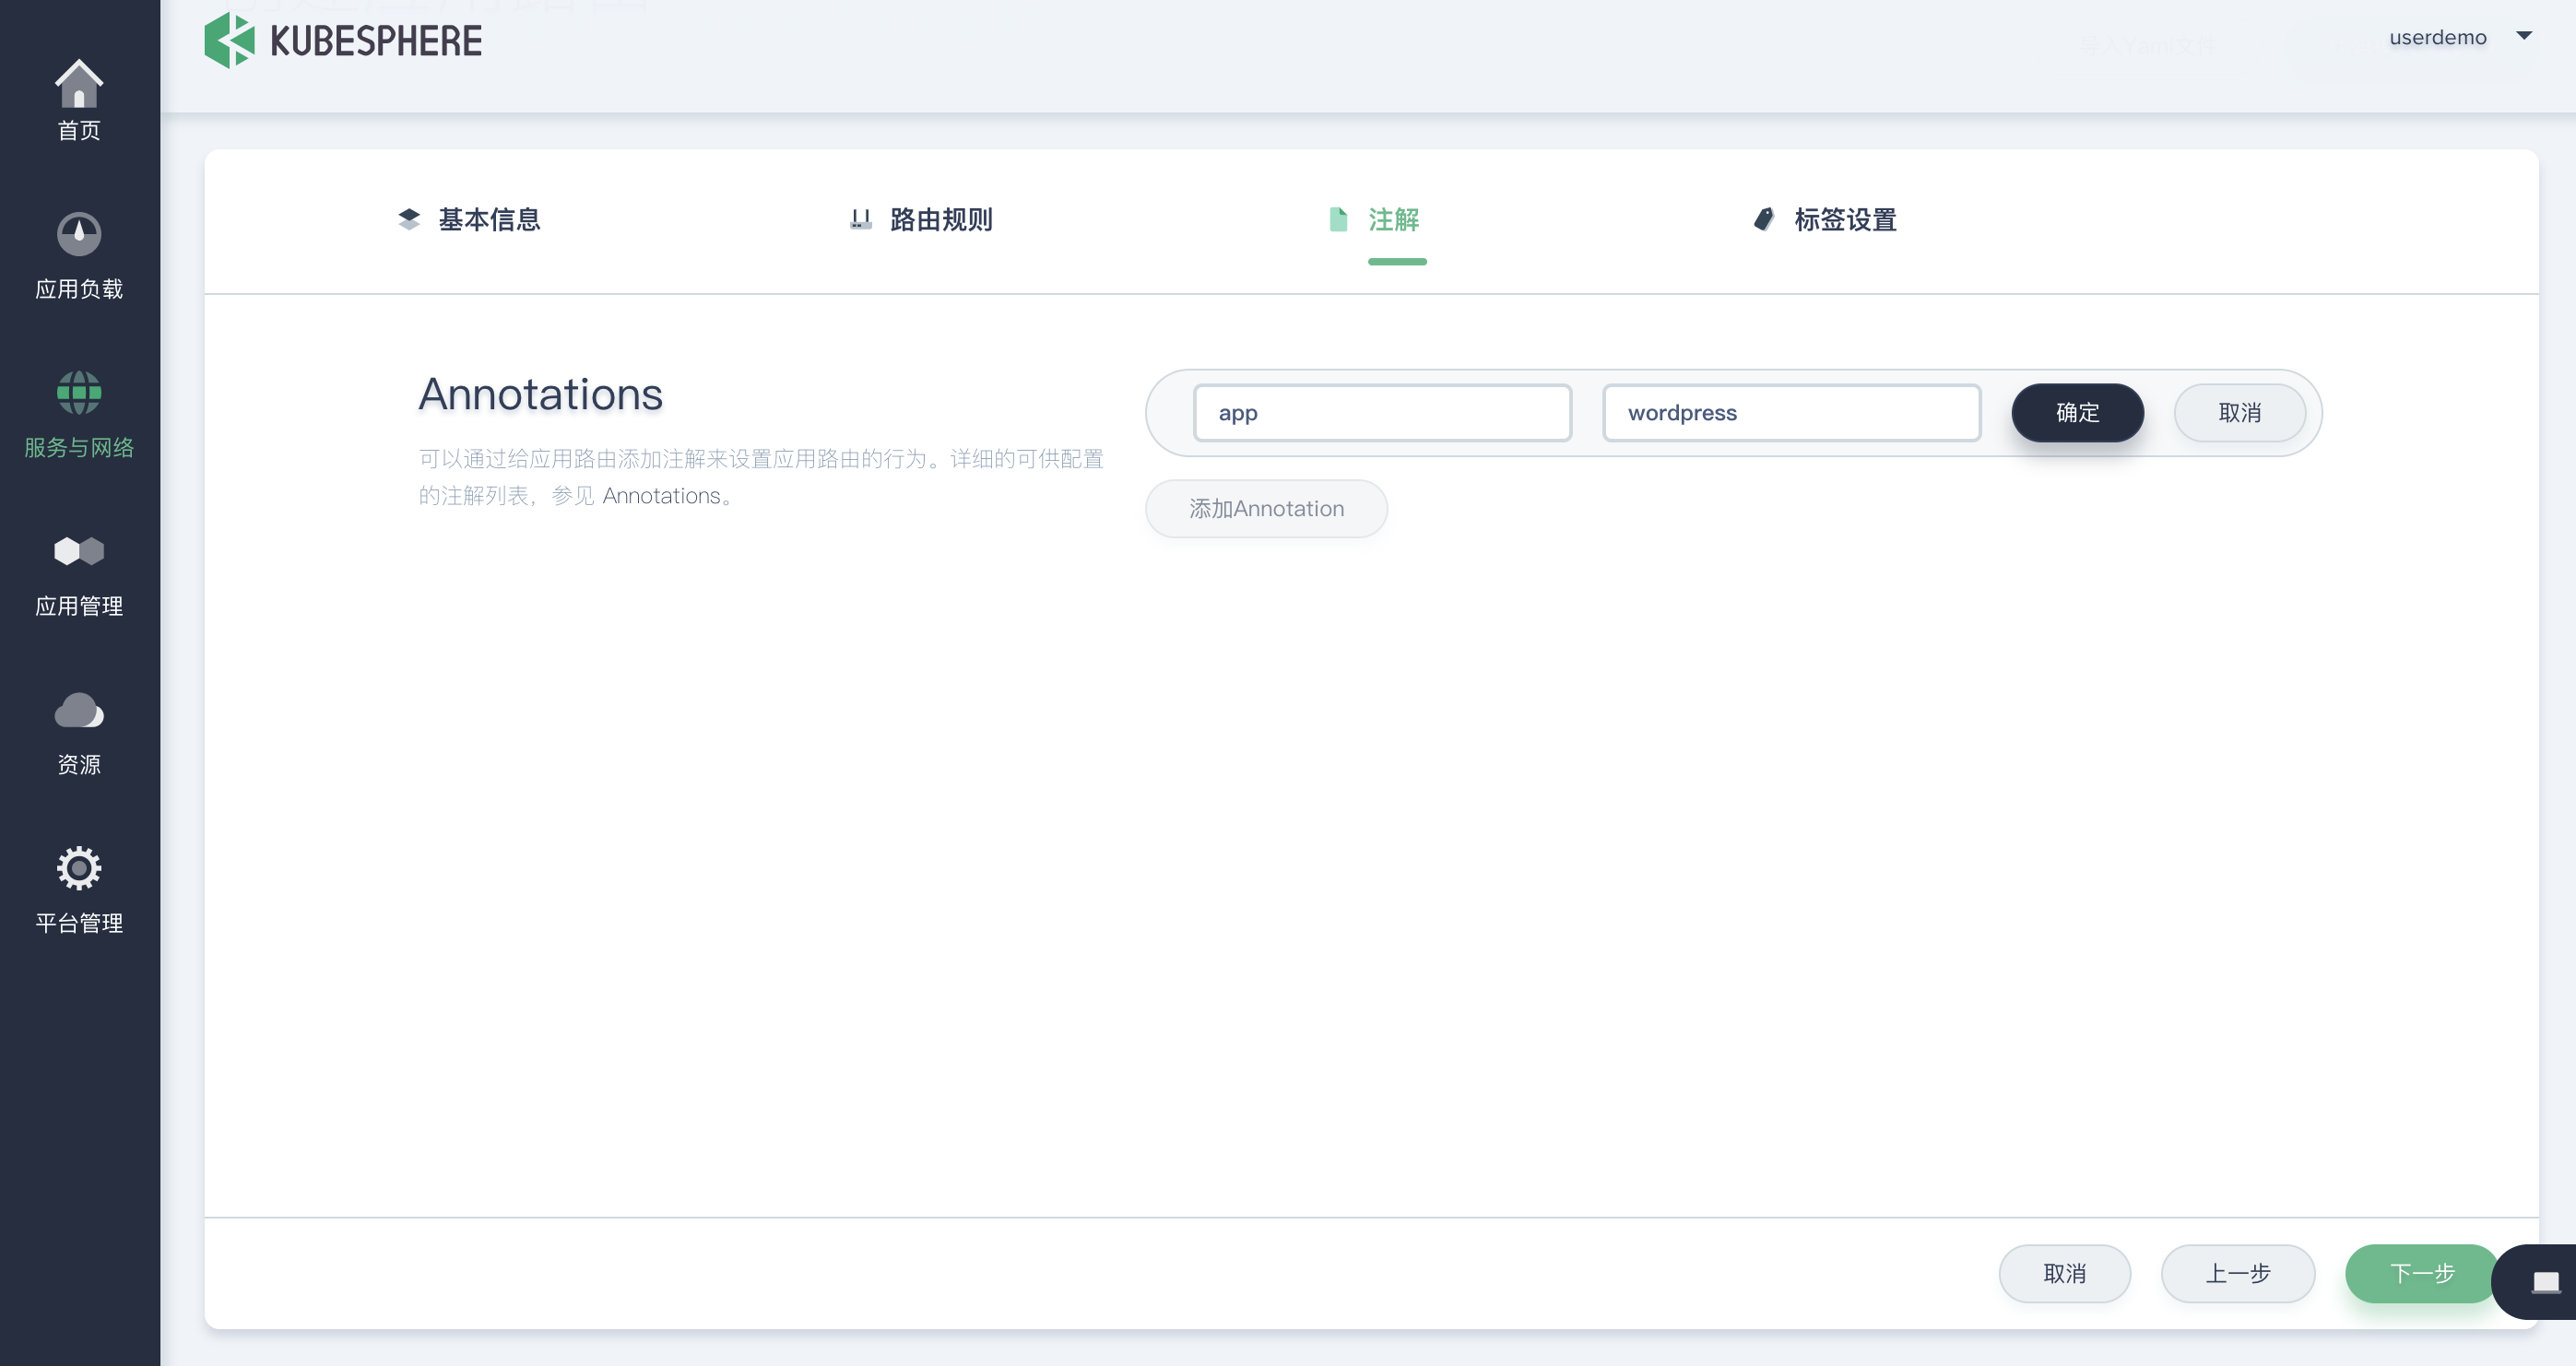 KUBESPHERE
userdemo
首页
应用负载
服务与网络
应用管理
资源
平台管理
基本信息
路由规则
注解
标签设置
Annotations
可以通过给应用路由添加注解来设置应用路由的行为。详细的可供配置
的注解列表，参见 Annotations。
app
wordpress
确定
取消
添加Annotation
取消
上一步
下一步